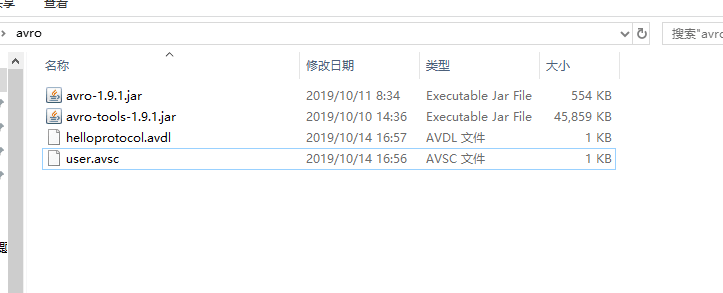 共享 查看
avro
搜索"avro
名称 修改日期 类型 大小
avro-1.9.1.jar 2019/10/11 8:34 Executable Jar File 554 KB
avro-tools-1.9.1.jar 2019/10/10 14:36 Executable Jar File 45,859 KB
helloprotocol.avdl 2019/10/14 16:57 AVDL 文件 1 KB
user.avsc 2019/10/14 16:56 AVSC 文件 1 KB
题